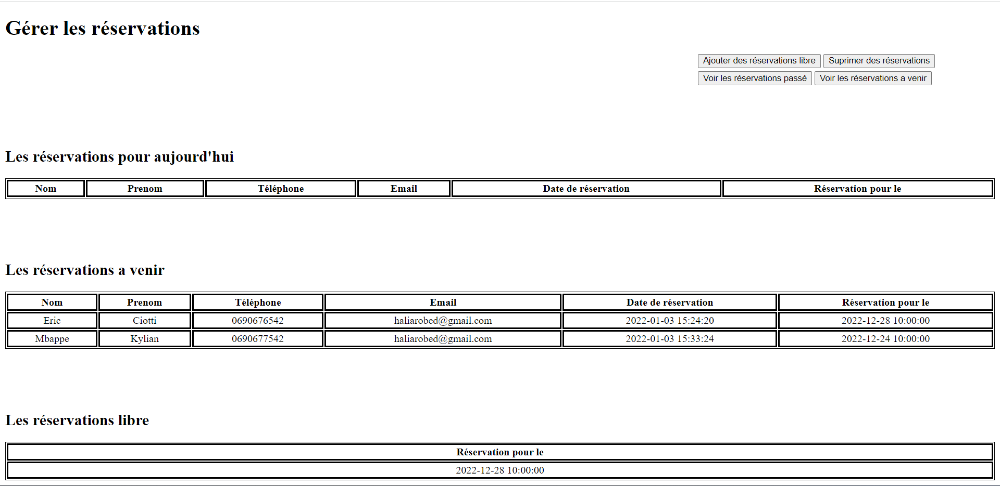 Gérer les réservations
Ajouter des réservations libre Suprimer des réservations
Voir les réservations passé Voir les réservations a venir
Les réservations pour aujourd'hui
Nom Prenom Téléphone Email Date de réservation Réservation pour le
Les réservations a venir
Nom Prenom Téléphone Email Date de réservation Réservation pour le
Eric Ciotti 0690676542 haliarobed@gmail.com 2022-01-03 15:24:20 2022-12-28 10:00:00
Mbappe Kylian 0690677542 haliarobed@gmail.com 2022-01-03 15:33:24 2022-12-24 10:00:00
Les réservations libre
Réservation pour le
2022-12-28 10:00:00